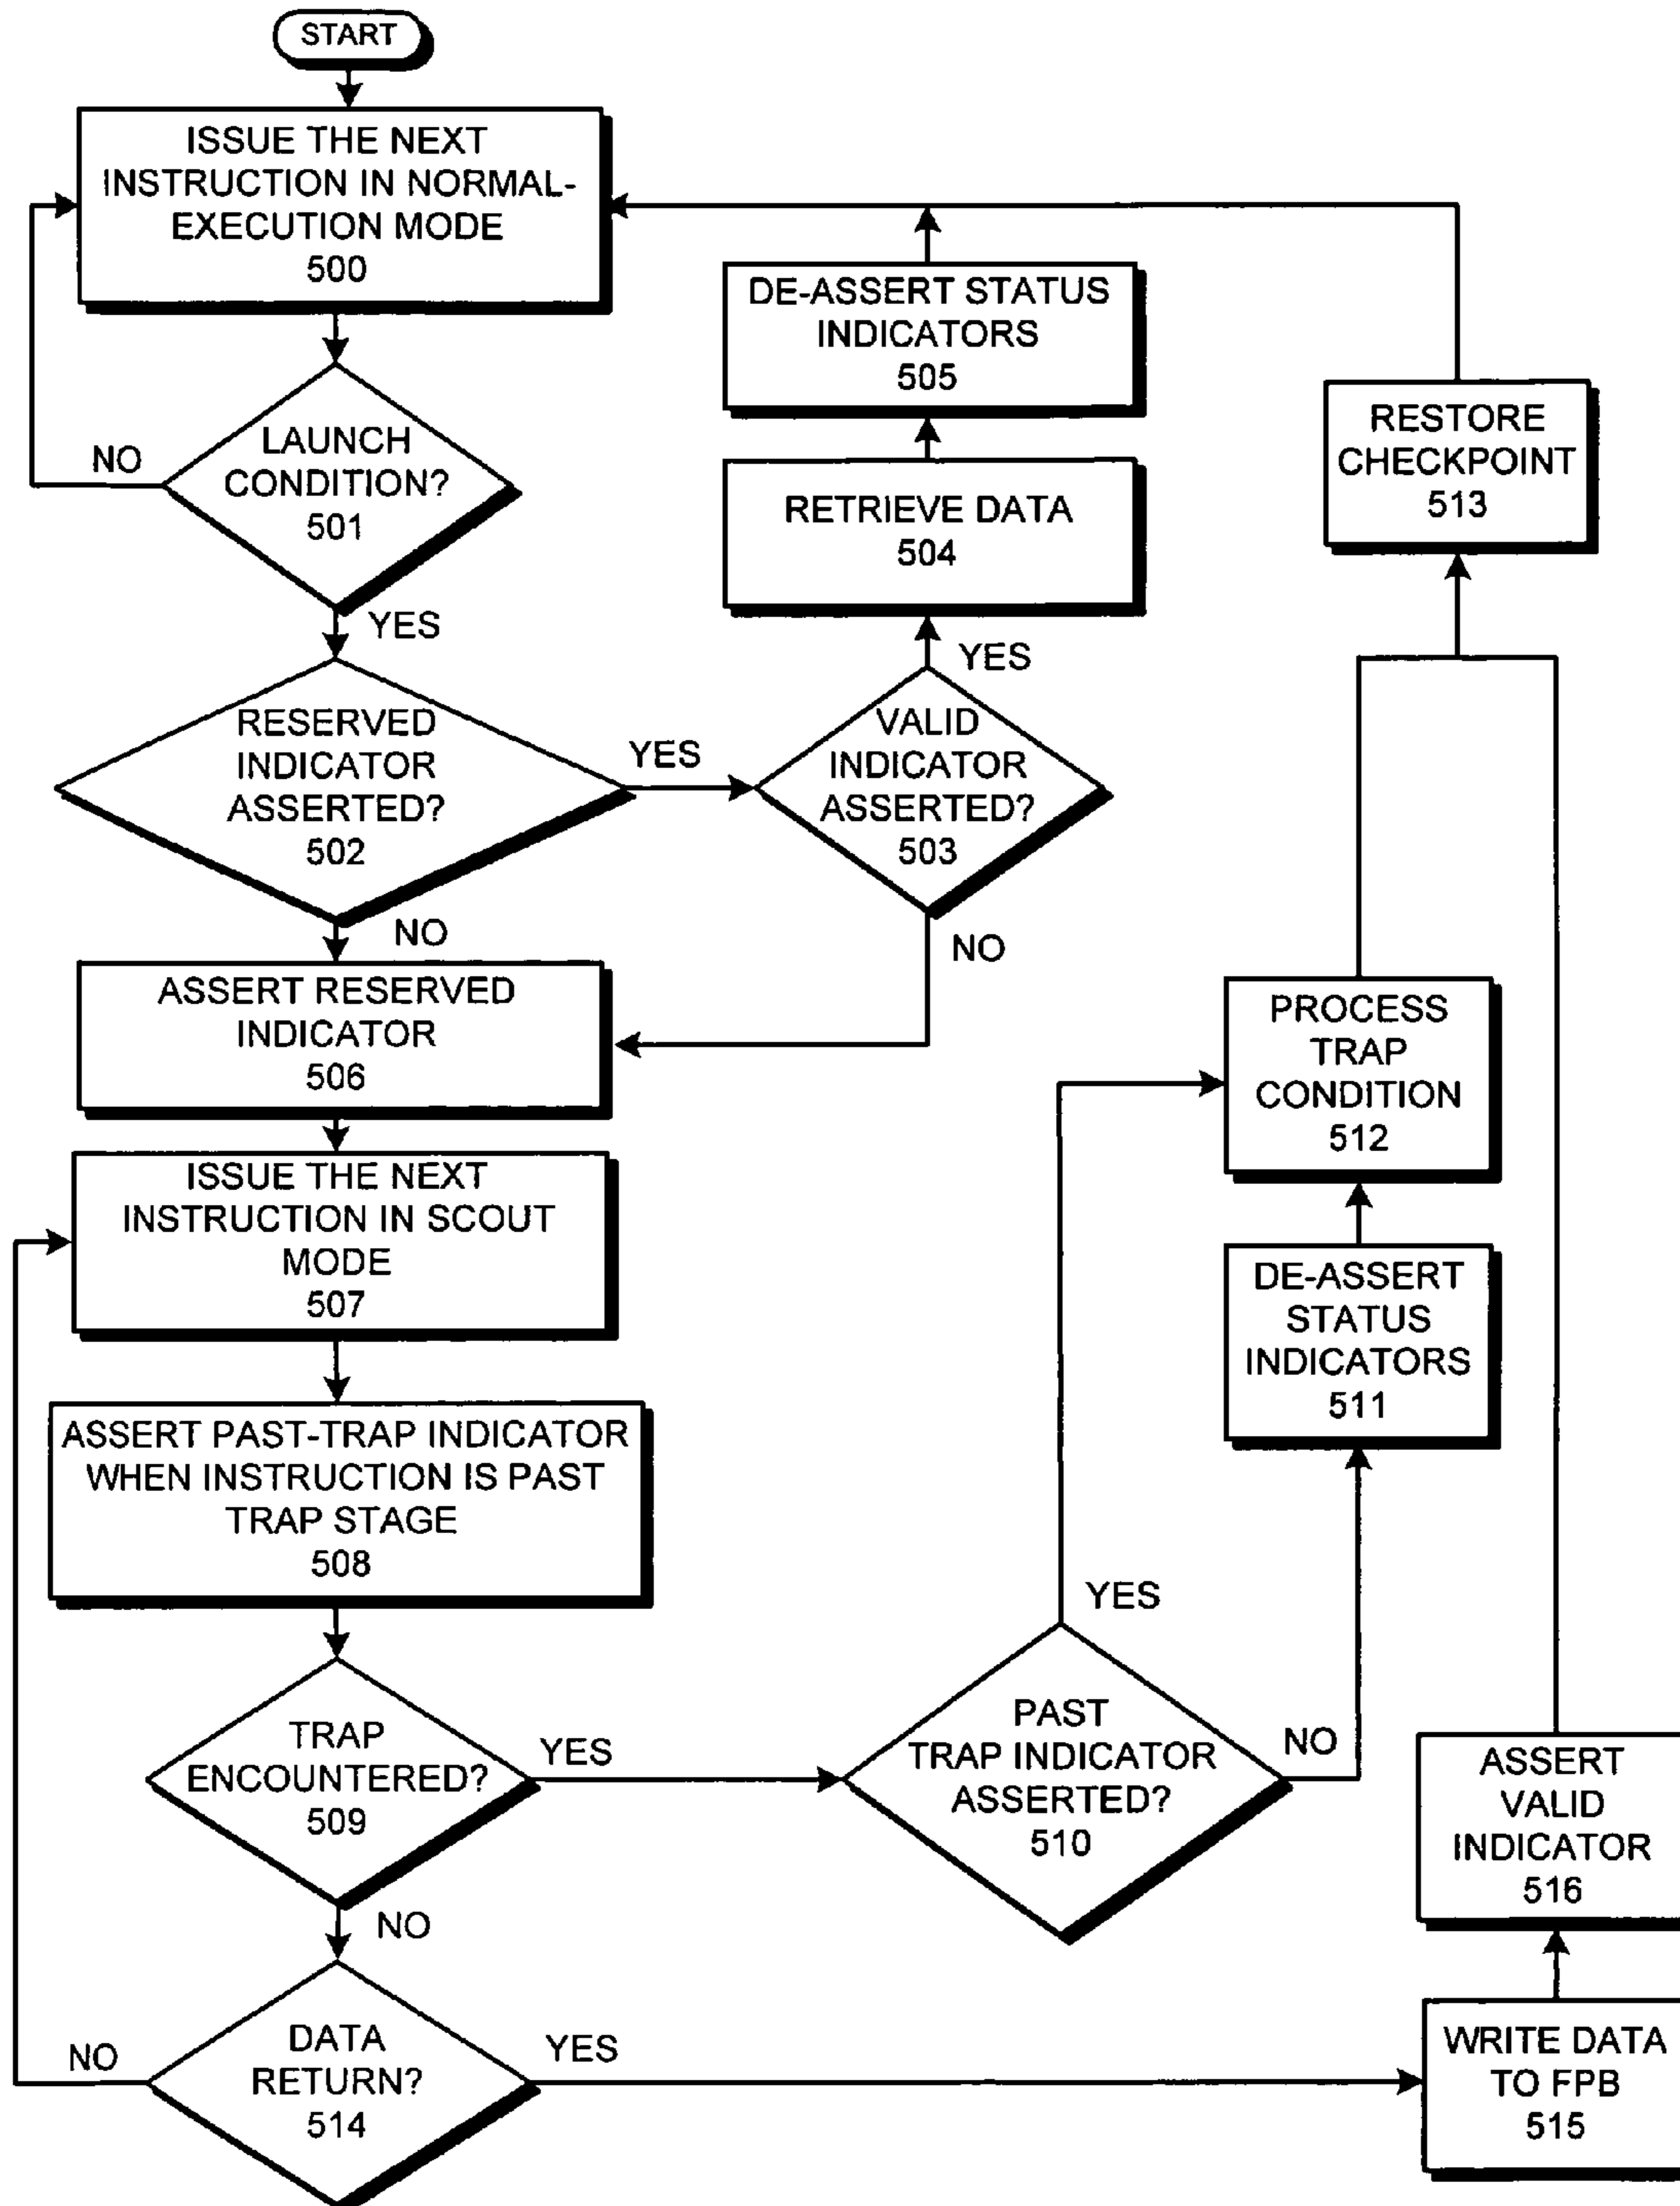 START
ISSUE THE NEXT
INSTRUCTION IN NORMAL-
EXECUTION MODE
500
LAUNCH
CONDITION?
501
NO
YES
RESERVED
INDICATOR
ASSERTED?
502
YES
NO
VALID
INDICATOR
ASSERTED?
503
YES
NO
RETRIEVE DATA
504
DE-ASSERT STATUS
INDICATORS
505
ASSERT RESERVED
INDICATOR
506
ISSUE THE NEXT
INSTRUCTION IN SCOUT
MODE
507
ASSERT PAST-TRAP INDICATOR
WHEN INSTRUCTION IS PAST
TRAP STAGE
508
TRAP
ENCOUNTERED?
509
YES
NO
PAST
TRAP INDICATOR
ASSERTED?
510
YES
NO
DE-ASSERT
STATUS
INDICATORS
511
PROCESS
TRAP
CONDITION
512
RESTORE
CHECKPOINT
513
DATA
RETURN?
514
NO
YES
WRITE DATA
TO FPB
515
ASSERT
VALID
INDICATOR
516